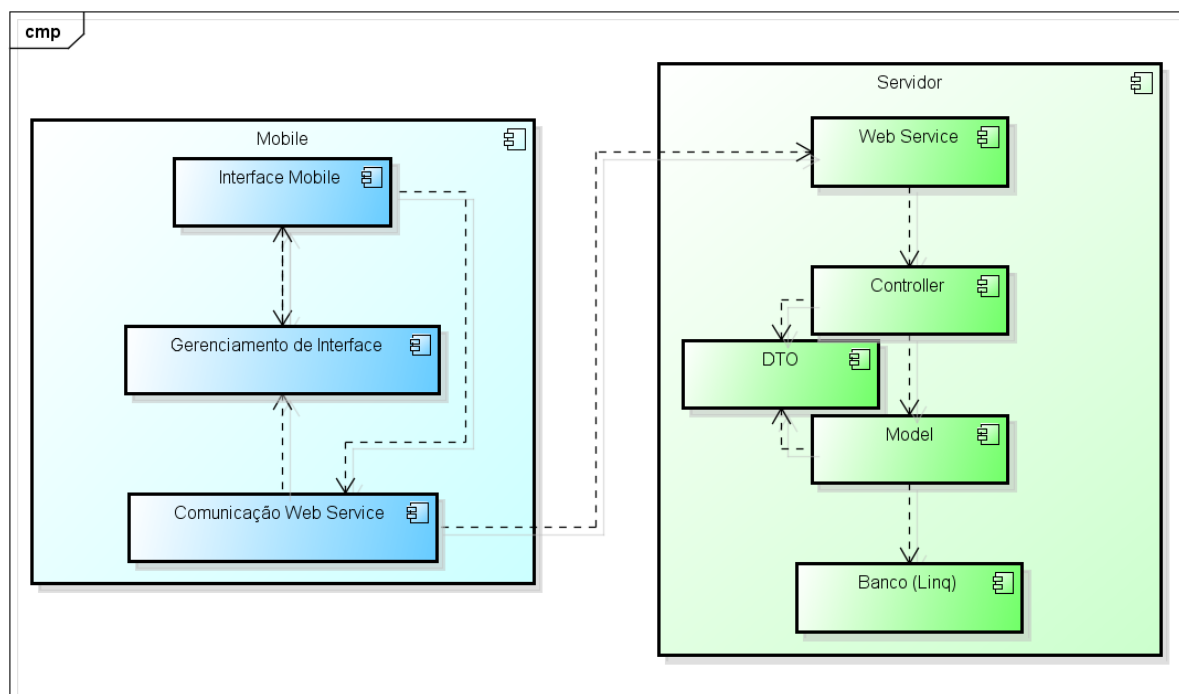 cmp
Mobile
Interface Mobile
Gerenciamento de Interface
Comunicação Web Service
Servidor
Web Service
Controller
DTO
Model
Banco (Linq)